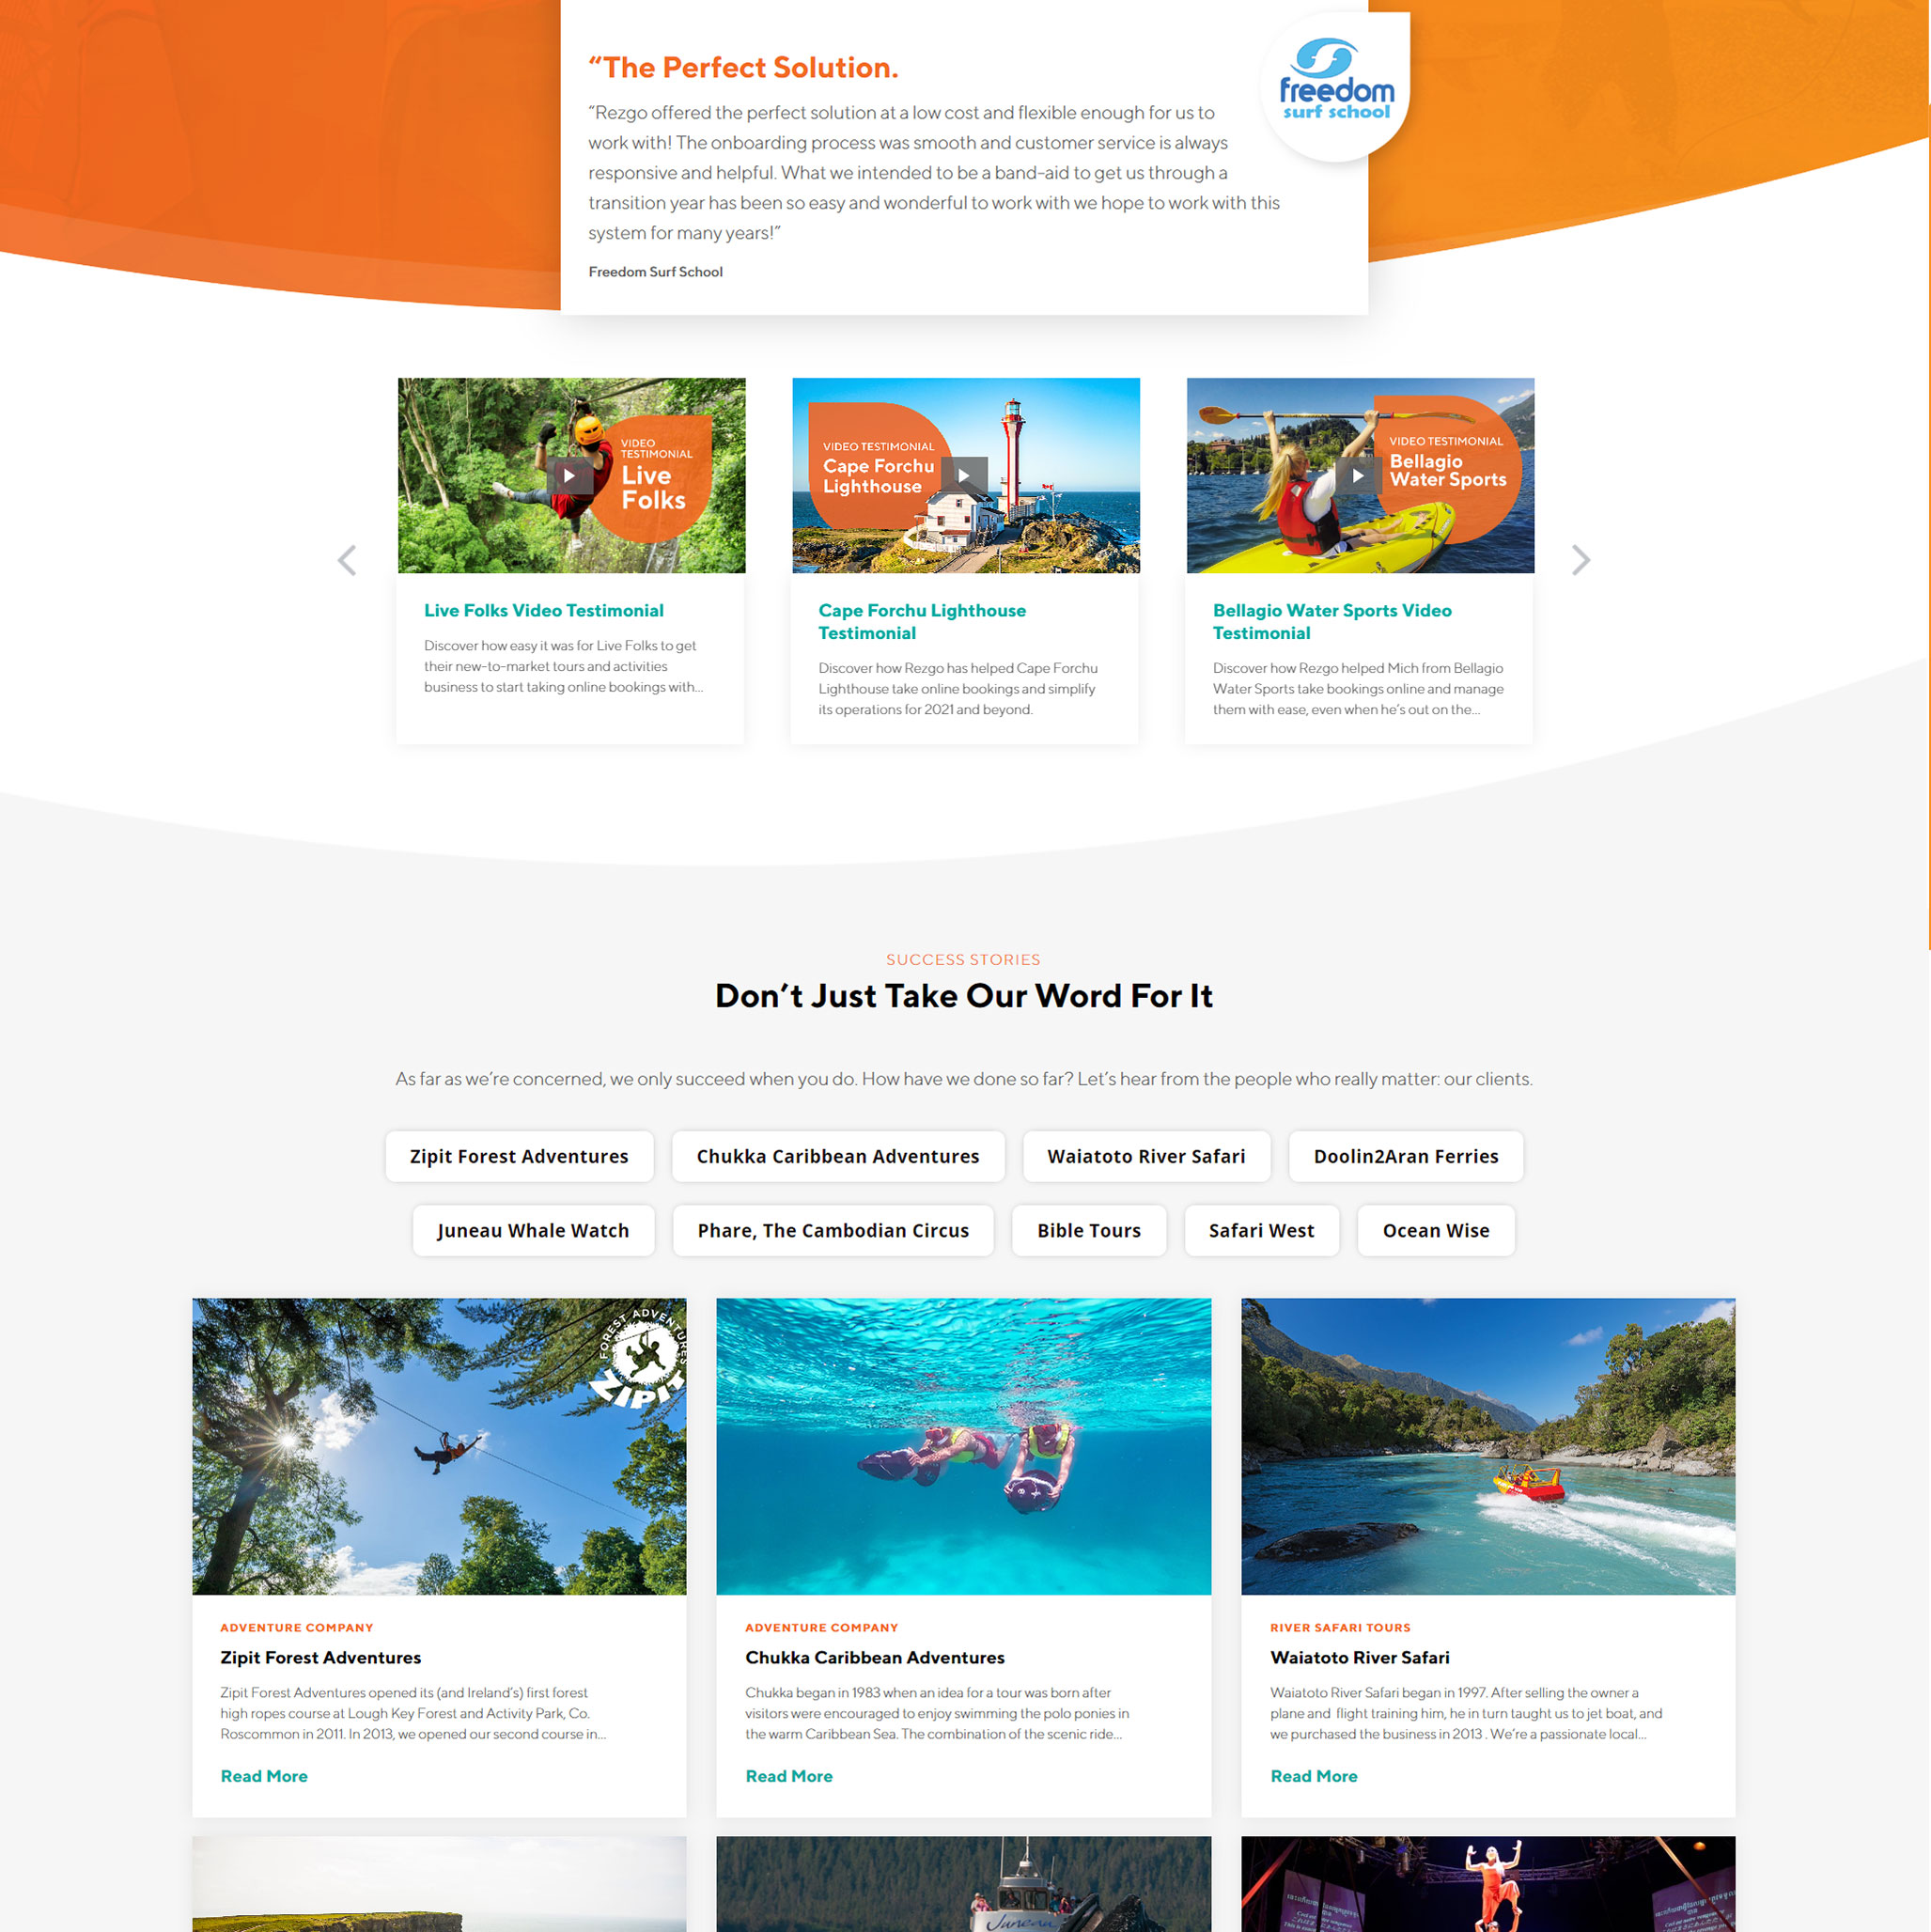 “The Perfect Solution.
freedom
surf school
“Rezgo offered the perfect solution at a low cost and flexible enough for us to
work with! The onboarding process was smooth and customer service is always
responsive and helpful. What we intended to be a band-aid to get us through a
transition year has been so easy and wonderful to work with we hope to work with this
system for many years!”
Freedom Surf School
VIDEO
TESTIMONIAL
Live
Folks
VIDEO TESTIMONIAL
Cape Forchu
Lighthouse
VIDEO TESTIMONIAL
Bellagio
Water Sports
Live Folks Video Testimonial
Discover how easy it was for Live Folks to get
their new-to-market tours and activities
business to start taking online bookings with...
Cape Forchu Lighthouse
Testimonial
Discover how Rezgo has helped Cape Forchu
Lighthouse take online bookings and simplify
its operations for 2021 and beyond.
Bellagio Water Sports Video
Testimonial
Discover how Rezgo helped Mich from Bellagio
Water Sports take bookings online and manage
them with ease, even when he’s out on the...
SUCCESS STORIES
Don’t Just Take Our Word For It
As far as we’re concerned, we only succeed when you do. How have we done so far? Let’s hear from the people who really matter: our clients.
Zipit Forest Adventures
Chukka Caribbean Adventures
Waiatoto River Safari
Doolin2Aran Ferries
Juneau Whale Watch
Phare, The Cambodian Circus
Bible Tours
Safari West
Ocean Wise
FOREST ADVENTURES
ZIPIT
ADVENTURE COMPANY
Zipit Forest Adventures
Zipit Forest Adventures opened its (and Ireland’s) first forest
high ropes course at Lough Key Forest and Activity Park, Co.
Roscommon in 2011. In 2013, we opened our second course in...
Read More
ADVENTURE COMPANY
Chukka Caribbean Adventures
Chukka began in 1983 when an idea for a tour was born after
visitors were encouraged to enjoy swimming the polo ponies in
the warm Caribbean Sea. The combination of the scenic ride...
Read More
RIVER SAFARI TOURS
Waiatoto River Safari
Waiatoto River Safari began in 1997. After selling the owner a
plane and flight training him, he in turn taught us to jet boat, and
we purchased the business in 2013 . We’re a passionate local...
Read More
Juneau